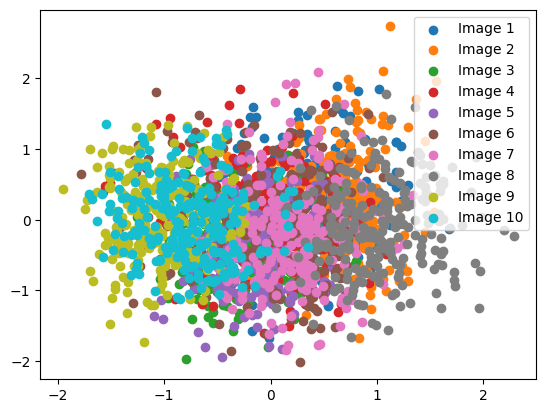 Image 1
Image 2
Image 3
Image 4
Image 5
Image 6
Image 7
Image 8
Image 9
Image 10
2
1
0
−1
−2
−2 −1 0 1 2